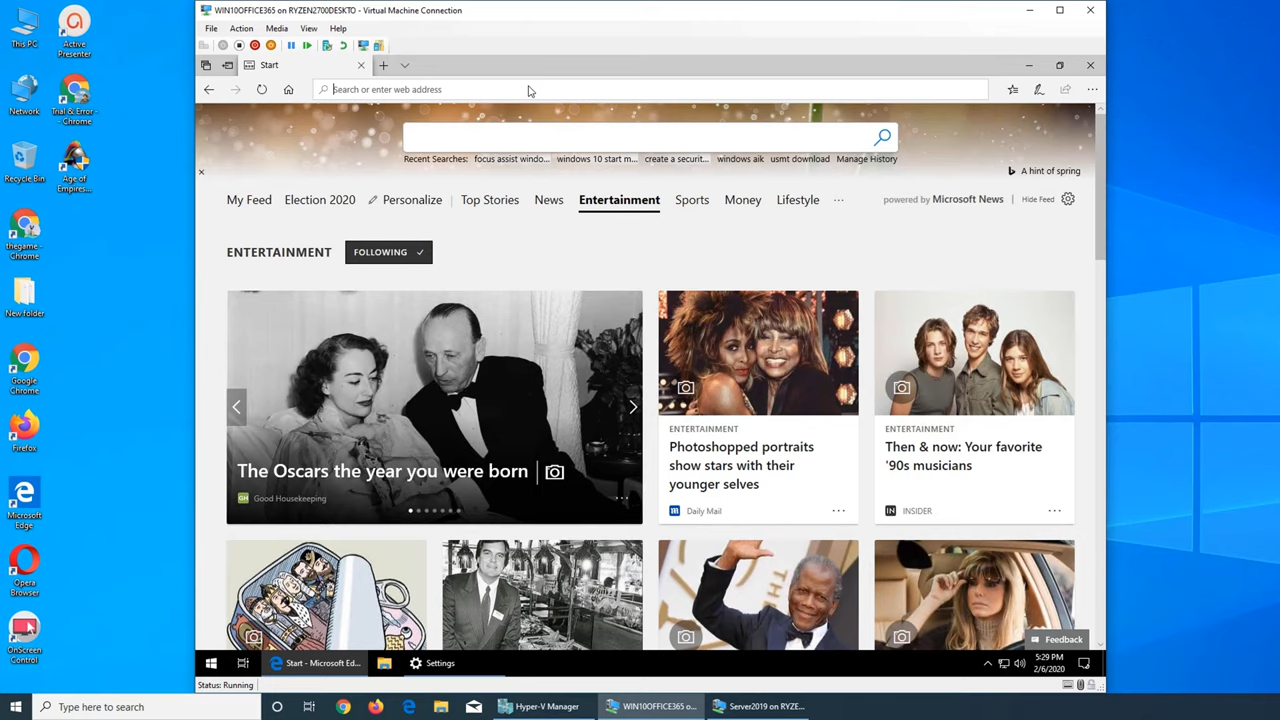 WIN10OFFICE365 on RYZEN2700DESKTO - Virtual Machine Connection
File Action Media View Help
Start
Search or enter web address
Recent Searches: focus assist windo... windows 10 start m... create a securit... windows aik usmt download Manage History
A hint of spring
My Feed Election 2020 Personalize Top Stories News Entertainment Sports Money Lifestyle ...
powered by Microsoft News Hide Feed
ENTERTAINMENT FOLLOWING
The Oscars the year you were born
Good Housekeeping
ENTERTAINMENT
Photoshopped portraits
show stars with their
younger selves
Daily Mail
ENTERTAINMENT
Then & now: Your favorite
'90s musicians
INSIDER
Feedback
Start - Microsoft Ed...
Settings
5:29 PM
2/6/2020
Status: Running
This PC
Active
Presenter
Network
Trial & Error -
Chrome
Recycle Bin
Age of
Empires...
thegame -
Chrome
New folder
Google
Chrome
Firefox
Microsoft
Edge
Opera
Browser
OnScreen
Control
Type here to search
Hyper-V Manager
WIN10OFFICE365 o...
Server2019 on RYZE...